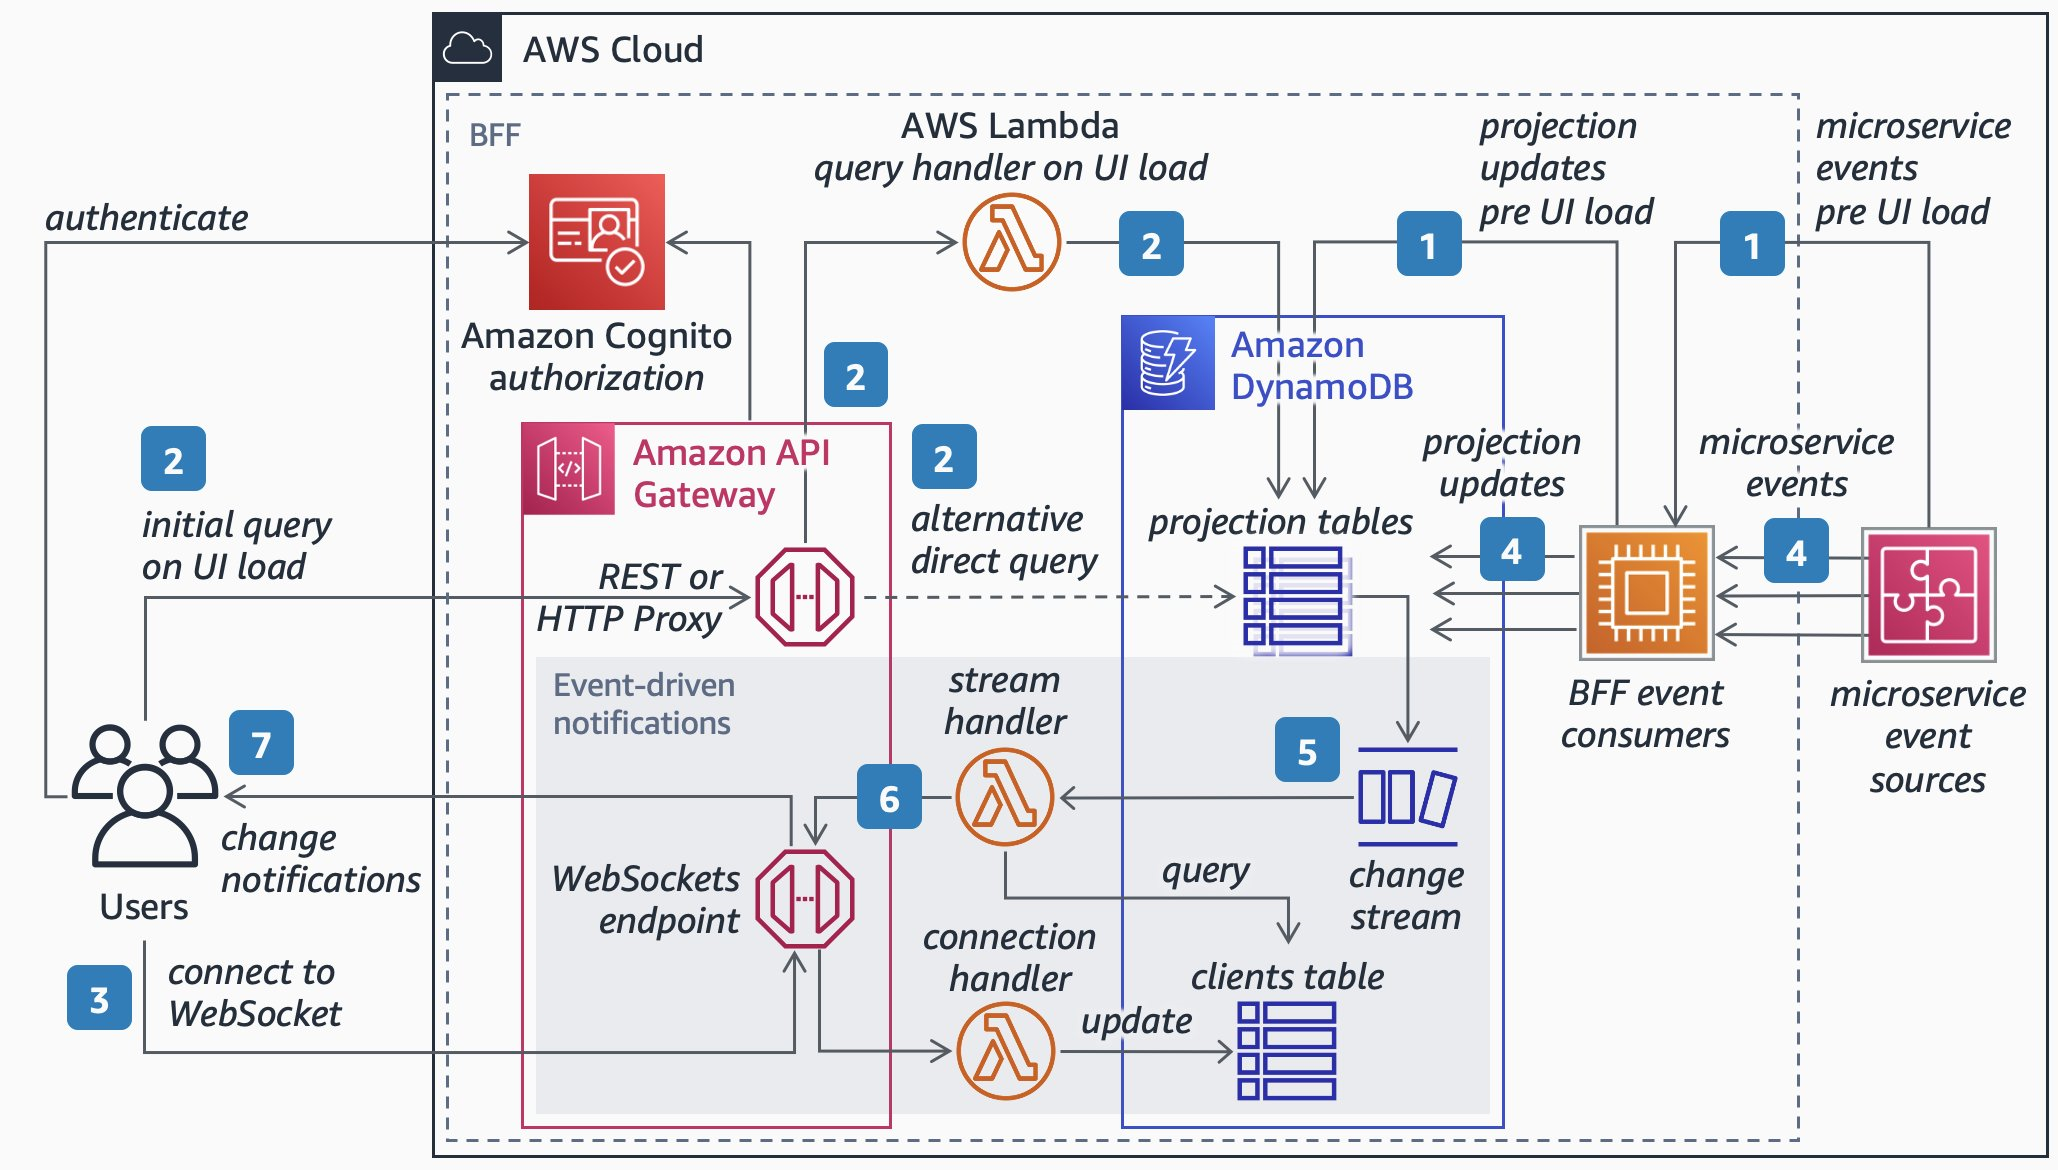 AWS Cloud
BFF
AWS Lambda
query handler on UI load
projection
updates
pre UI load
microservice
events
pre UI load
authenticate
2
1
1
Amazon Cognito
authorization
2
Amazon
DynamoDB
2
initial query
on UI load
Amazon API
Gateway
2
alternative
direct query
projection tables
projection
updates
microservice
events
4
4
REST or
HTTP Proxy
Event-driven
notifications
stream
handler
BFF event
consumers
microservice
event
sources
7
change
notifications
6
5
Users
WebSockets
endpoint
query
change
stream
connection
handler
clients table
3
connect to
WebSocket
update